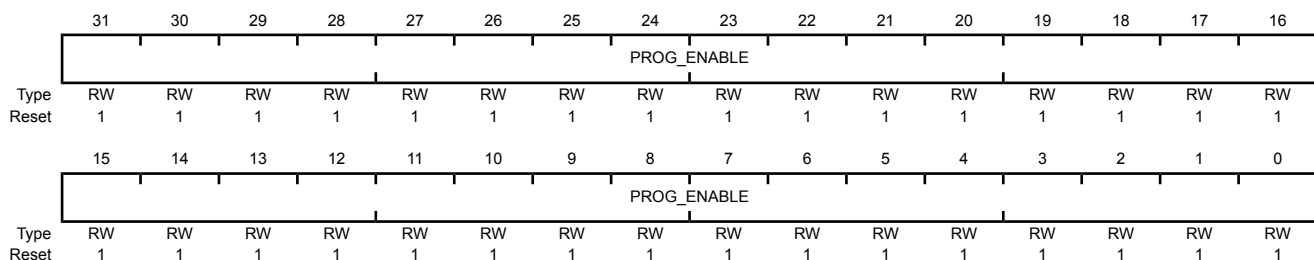 31 30 29 28 27 26 25 24 23 22 21 20 19 18 17 16
PROG_ENABLE
Type RW RW RW RW RW RW RW RW RW RW RW RW RW RW RW RW
Reset 1 1 1 1 1 1 1 1 1 1 1 1 1 1 1 1
15 14 13 12 11 10 9 8 7 6 5 4 3 2 1 0
PROG_ENABLE
Type RW RW RW RW RW RW RW RW RW RW RW RW RW RW RW RW
Reset 1 1 1 1 1 1 1 1 1 1 1 1 1 1 1 1